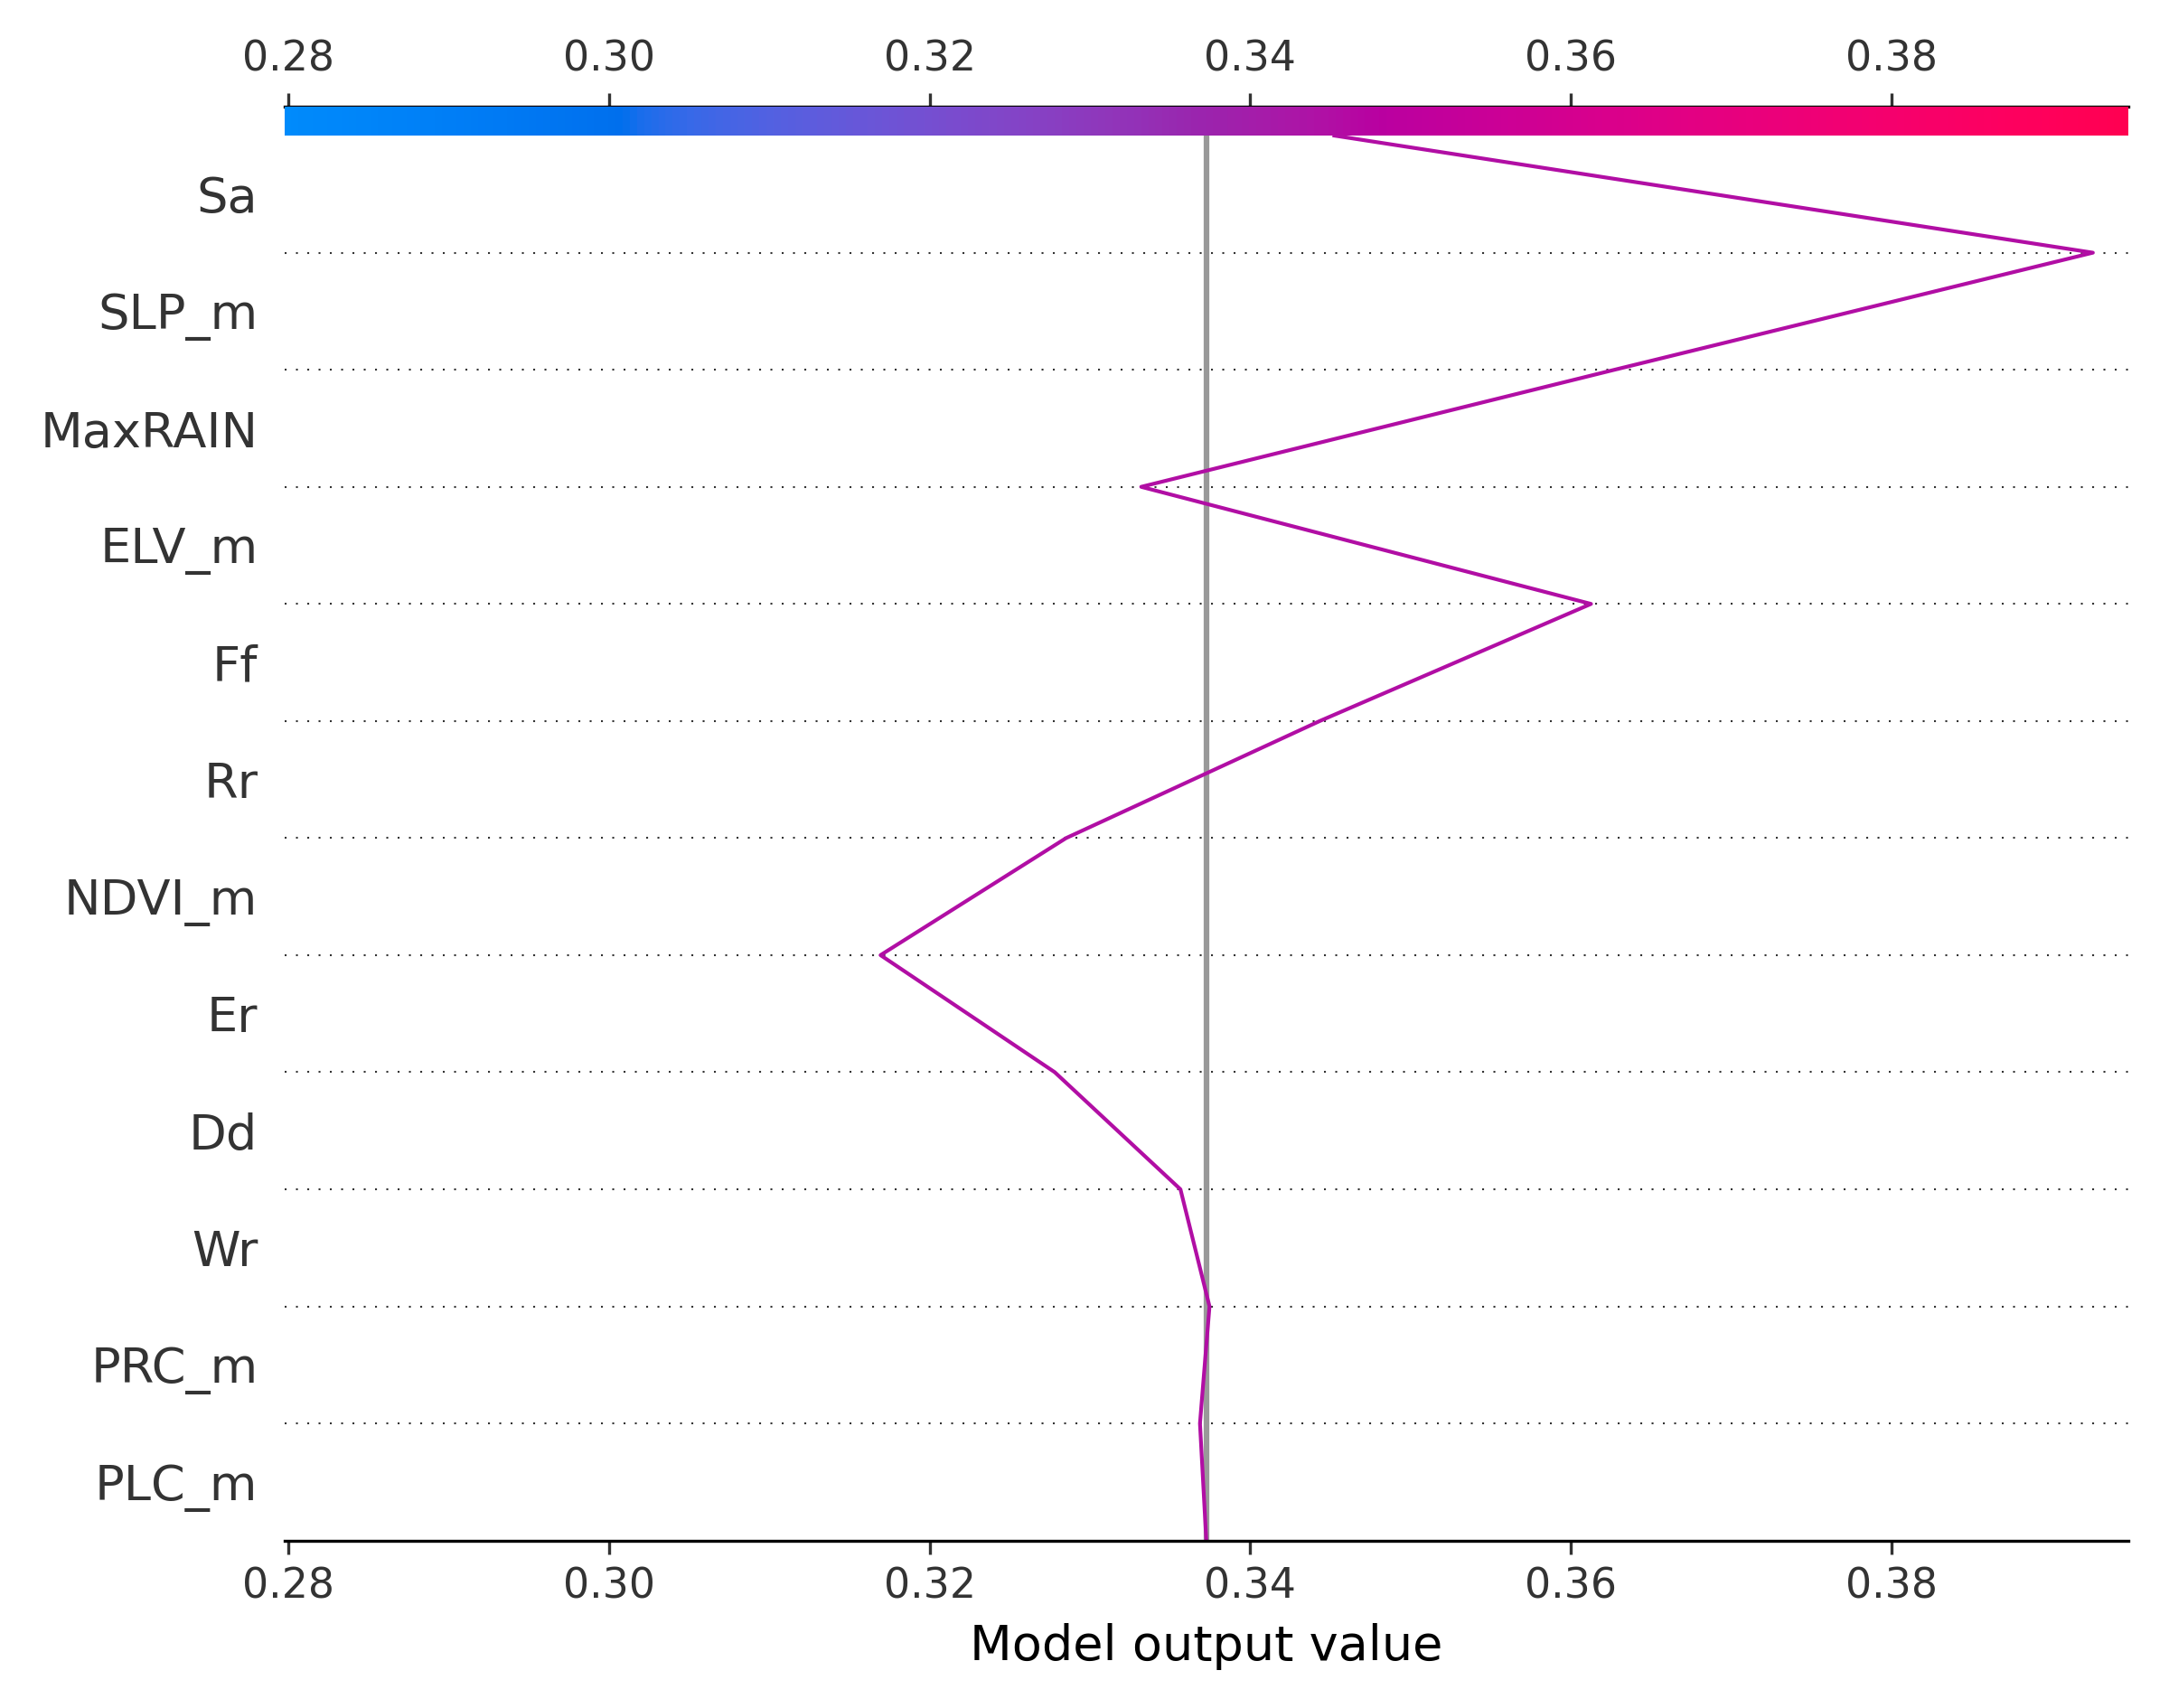 0.28 0.30 0.32 0.34 0.36 0.38
Sa
SLP_m
MaxRAIN
ELV_m
Ff
Rr
NDVI_m
Er
Dd
Wr
PRC_m
PLC_m
0.28 0.30 0.32 0.34 0.36 0.38
Model output value